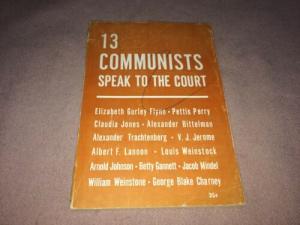 13
COMMUNISTS
SPEAK TO THE COURT
Elizabeth Gurley Flynn · Pettis Perry
Claudia Jones · Alexander Bittelman
Alexander Trachtenberg · V. J. Jerome
Albert F. Lannon · Louis Weinstock
Arnold Johnson · Betty Gannett · Jacob Mindel
William Weinstone · George Blake Charney